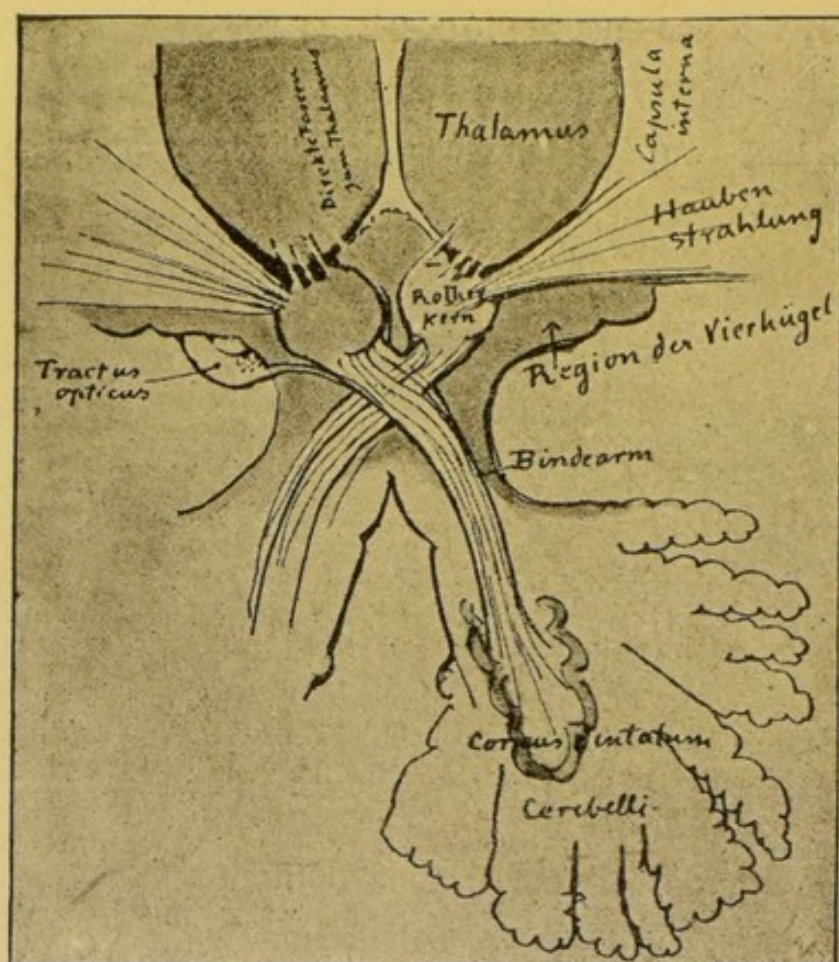 Direkte Fasern
zum Thalamus
Thalamus
Capsula
interna
Hauben
strahlung
Rother
Kern
Region der Vierhügel
Tractus
opticus
Bindearm
Corpus dentatum
Cerebelli